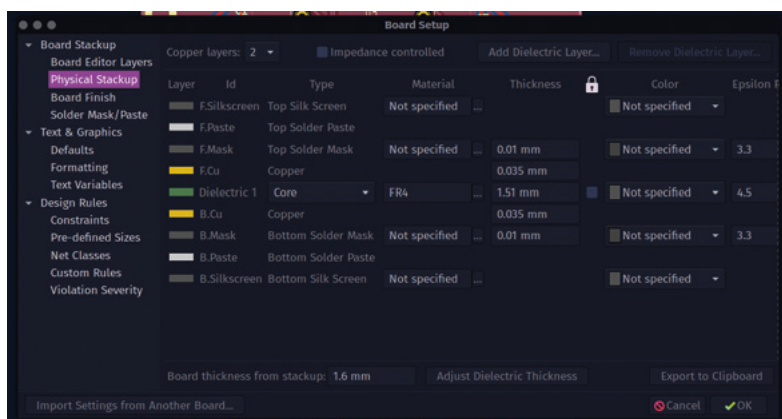 Board Setup
Board Stackup
Board Editor Layers
Physical Stackup
Board Finish
Solder Mask/Paste
Text & Graphics
Defaults
Formatting
Text Variables
Design Rules
Constraints
Pre-defined Sizes
Net Classes
Custom Rules
Violation Severity
Copper layers: 2 Impedance controlled Add Dielectric Layer... Remove Dielectric Layer...
Layer Id Type Material Thickness Color Epsilon
F.Silkscreen Top Silk Screen Not specified ... Not specified
F.Paste Top Solder Paste
F.Mask Top Solder Mask Not specified ... 0.01 mm Not specified 3.3
F.Cu Copper 0.035 mm
Dielectric 1 Core FR4 ... 1.51 mm Not specified 4.5
B.Cu Copper 0.035 mm
B.Mask Bottom Solder Mask Not specified ... 0.01 mm Not specified 3.3
B.Paste Bottom Solder Paste
B.Silkscreen Bottom Silk Screen Not specified ... Not specified
Board thickness from stackup: 1.6 mm Adjust Dielectric Thickness Export to Clipboard
Import Settings from Another Board... Cancel OK